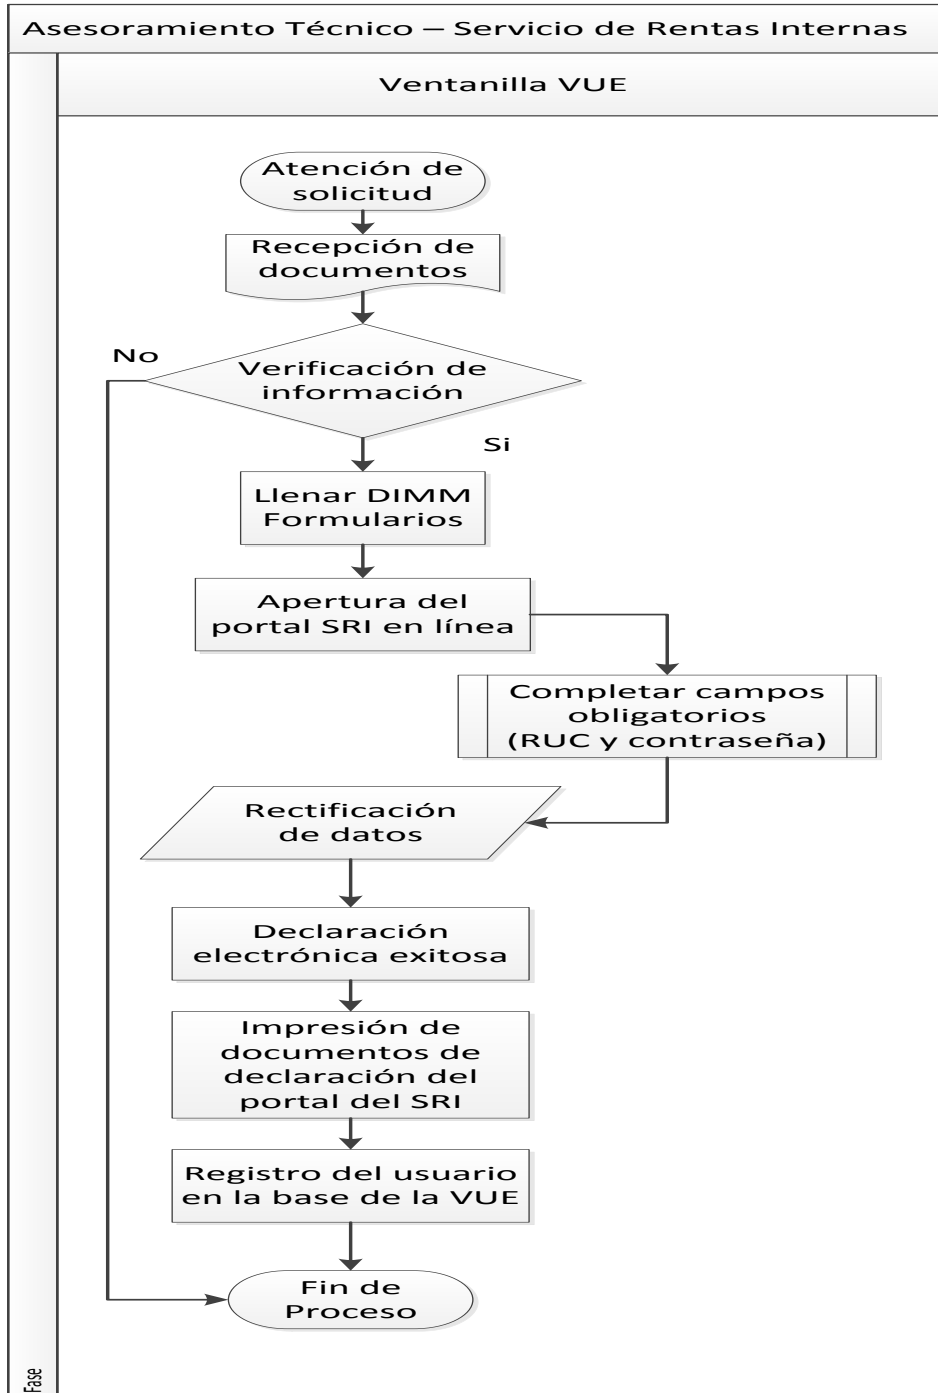 Asesoramiento Técnico – Servicio de Rentas Internas
Ventanilla VUE
Atención de
solicitud
Recepción de
documentos
No
Verificación de
información
Si
Llenar DIMM
Formularios
Apertura del
portal SRI en línea
Completar campos
obligatorios
(RUC y contraseña)
Rectificación
de datos
Declaración
electrónica exitosa
Impresión de
documentos de
declaración del
portal del SRI
Registro del usuario
en la base de la VUE
Fin de
Proceso
Fase